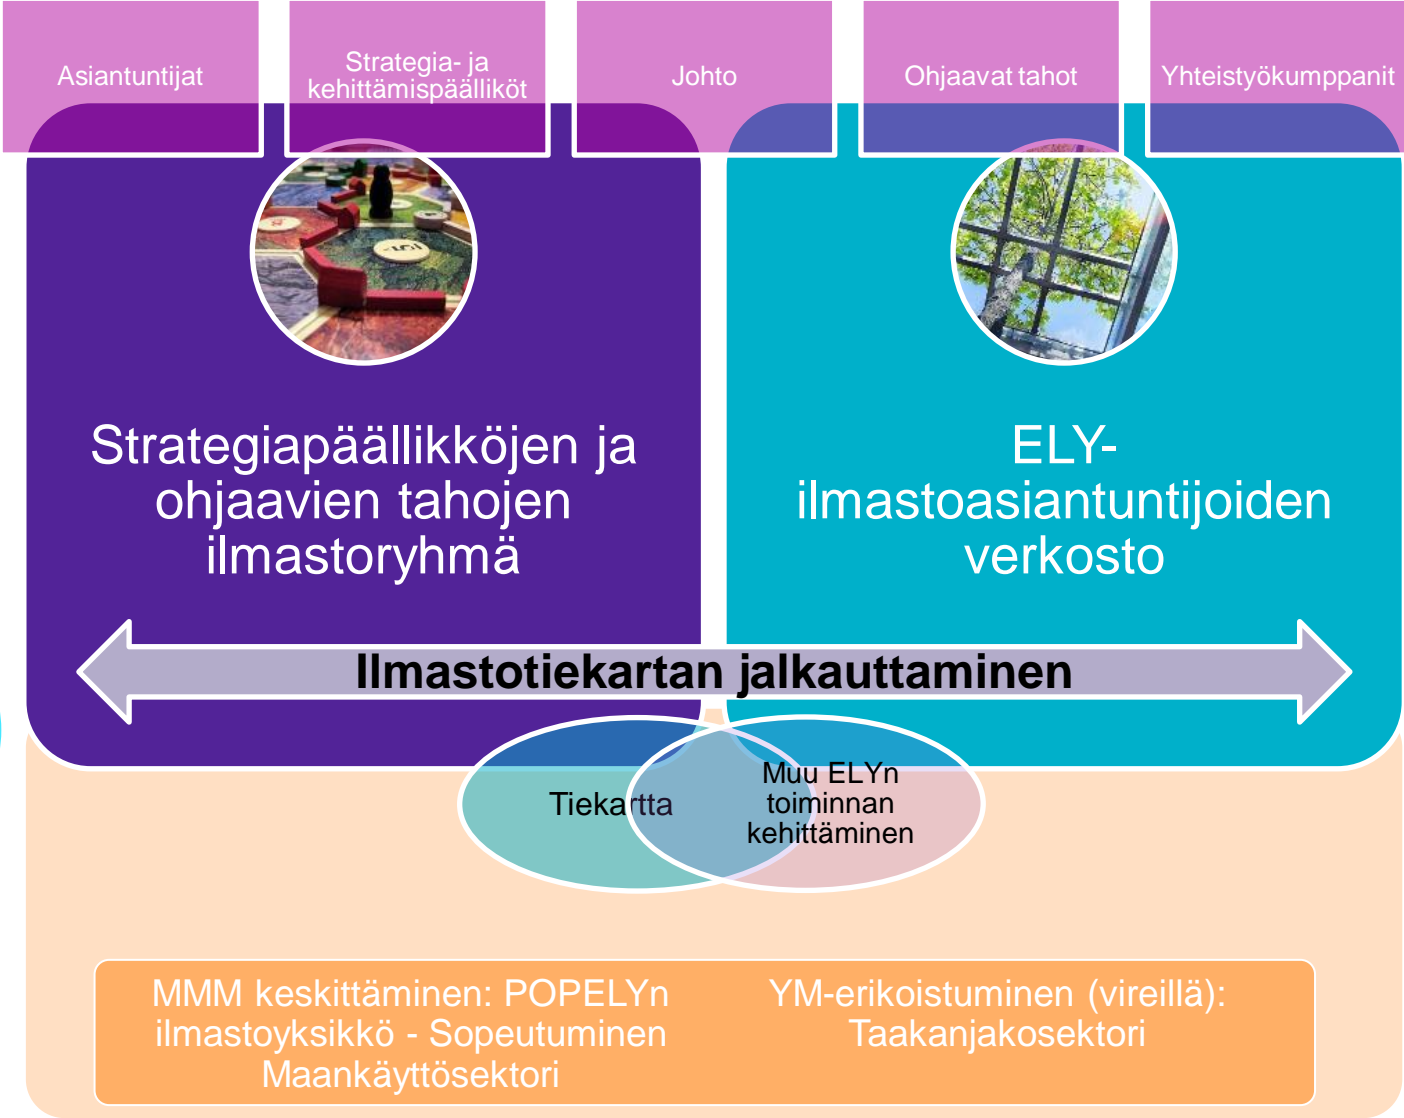 Asiantuntijat
Strategia- ja
kehittämispäälliköt
Johto
Ohjaavat tahot
Yhteistyökumppanit
Strategiapäällikköjen ja
ohjaavien tahojen
ilmastoryhmä
ELY-
ilmastoasiantuntijoiden
verkosto
Ilmastotiekartan jalkauttaminen
Tiekartta
Muu ELYn
toiminnan
kehittäminen
MMM keskittäminen: POPELYn
ilmastoyksikkö - Sopeutuminen
Maankäyttösektori
YM-erikoistuminen (vireillä):
Taakanjakosektori